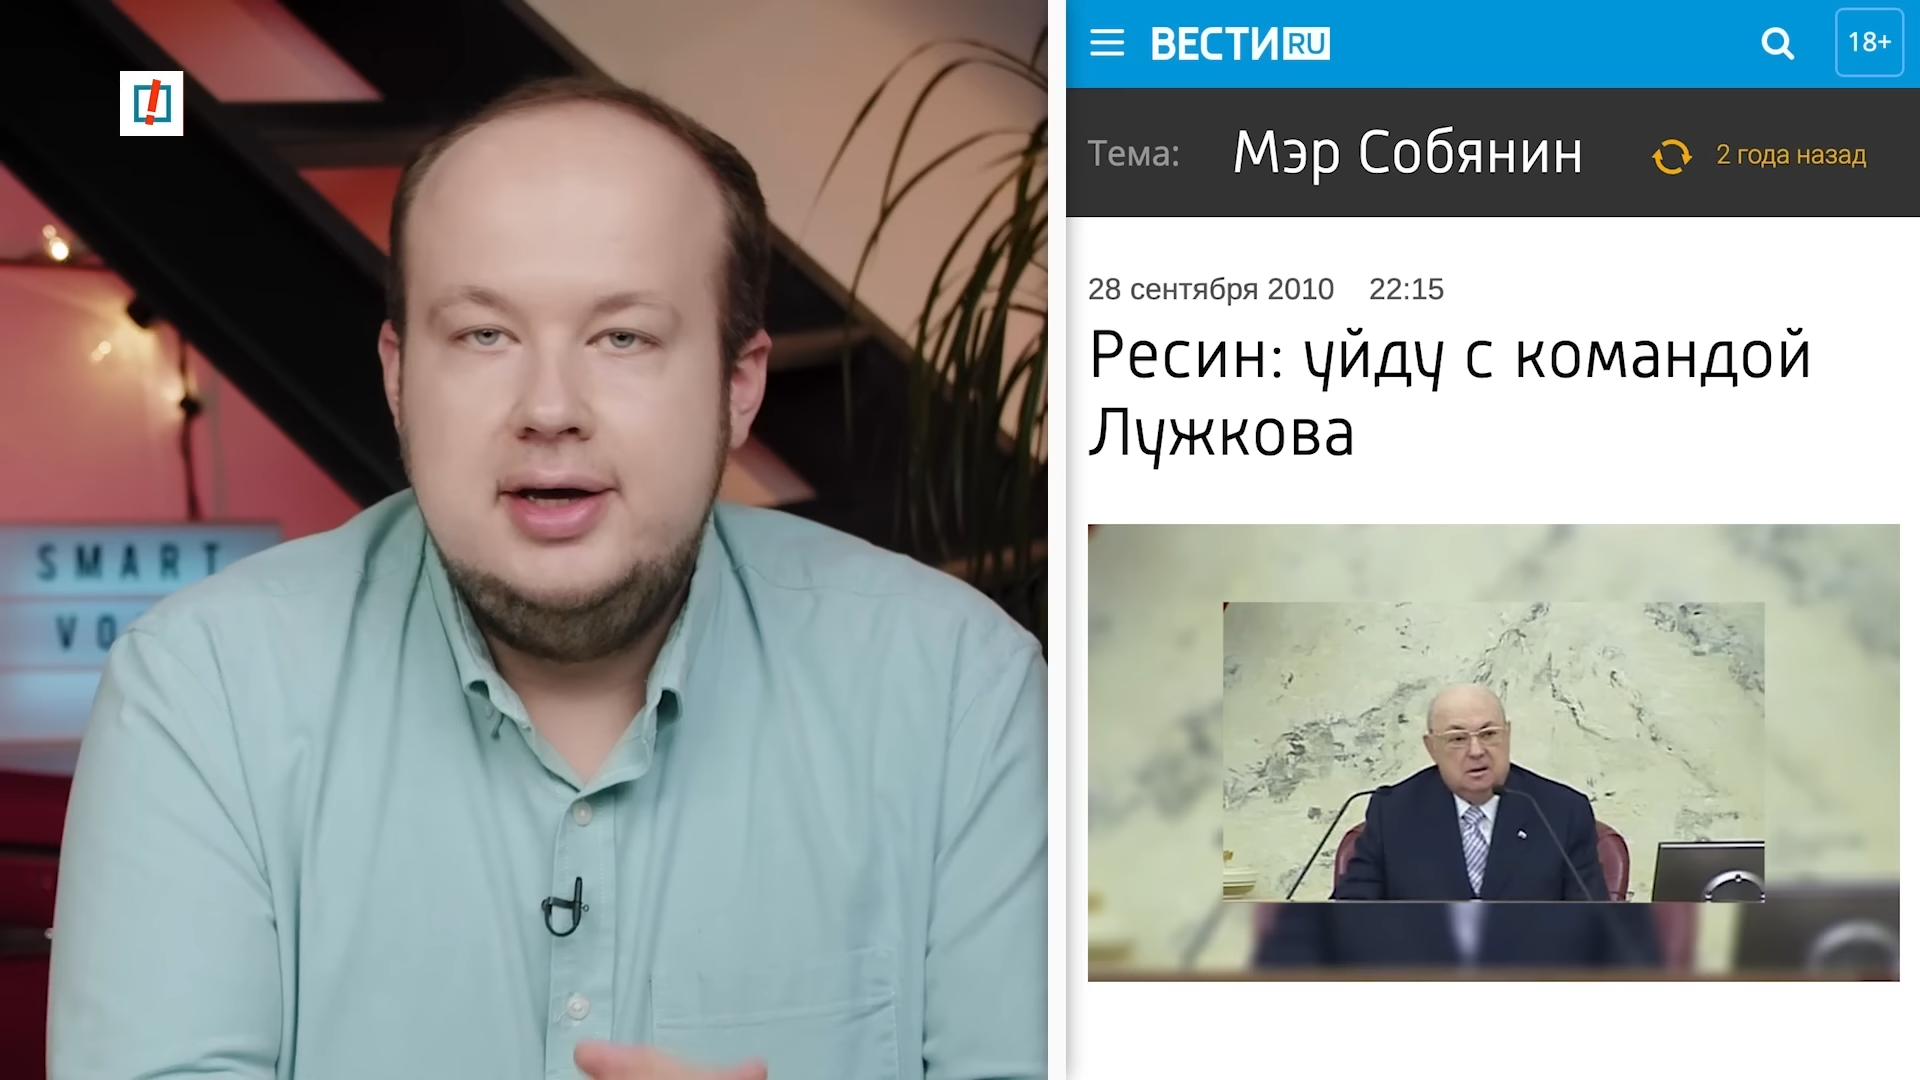 SMART
VO
ВЕСТИ RU
18+
Тема: Мэр Собянин 2 года назад
28 сентября 2010 22:15
Ресин: уйду с командой
Лужкова